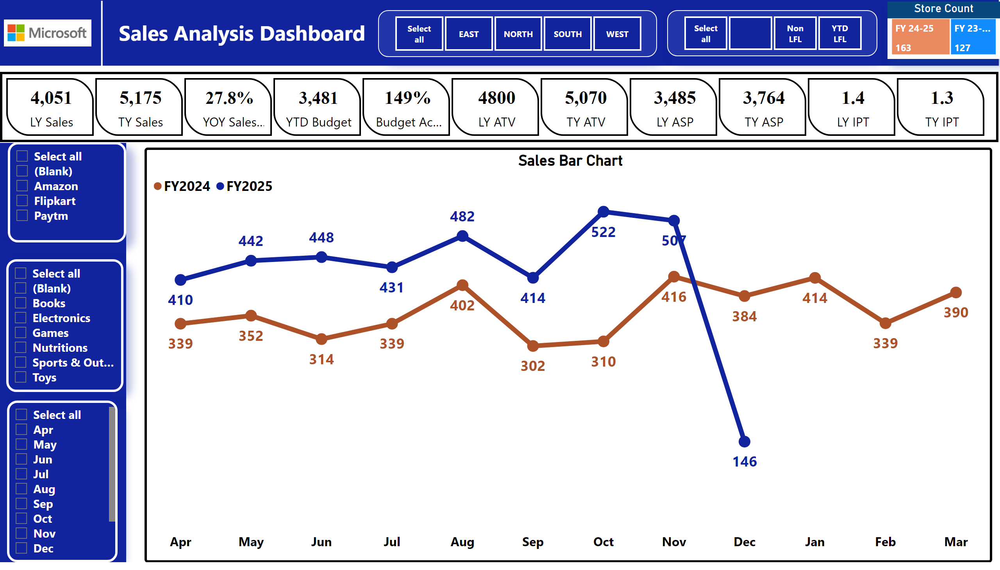 Microsoft
Sales Analysis Dashboard
Select
all
EAST
NORTH
SOUTH
WEST
Select
all
Non
LFL
YTD
LFL
Store Count
FY 24-25
163
FY 23-...
127
4,051
LY Sales
5,175
TY Sales
27.8%
YOY Sales...
3,481
YTD Budget
149%
Budget Ac...
4800
LY ATV
5,070
TY ATV
3,485
LY ASP
3,764
TY ASP
1.4
LY IPT
1.3
TY IPT
Select all
(Blank)
Amazon
Flipkart
Paytm
Select all
(Blank)
Books
Electronics
Games
Nutritions
Sports & Out...
Toys
Select all
Apr
May
Jun
Jul
Aug
Sep
Oct
Nov
Dec
Sales Bar Chart
FY2024 FY2025
410
442
448
431
482
414
522
507
146
339
352
314
339
402
302
310
416
384
414
339
390
Apr May Jun Jul Aug Sep Oct Nov Dec Jan Feb Mar